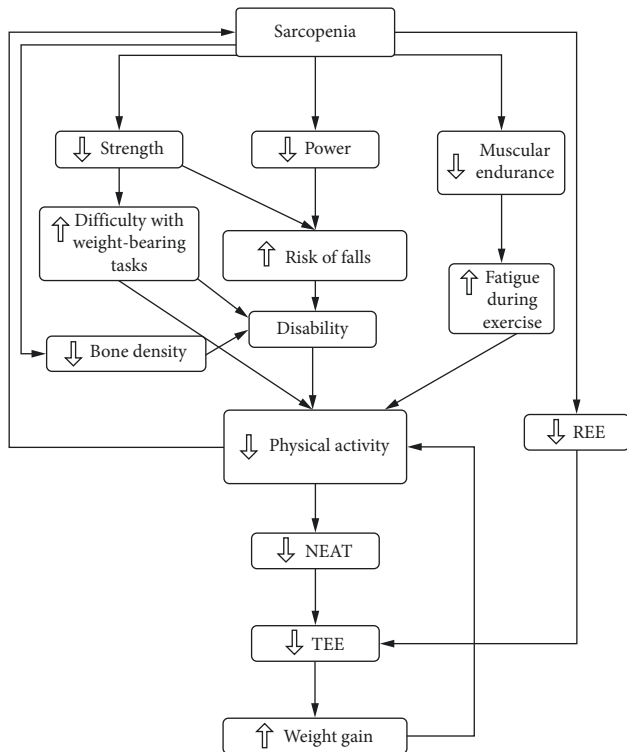 Sarcopenia
Strength
Power
Muscular
endurance
Difficulty with
weight-bearing
tasks
Risk of falls
Fatigue
during
exercise
Disability
Bone density
Physical activity
REE
NEAT
TEE
Weight gain